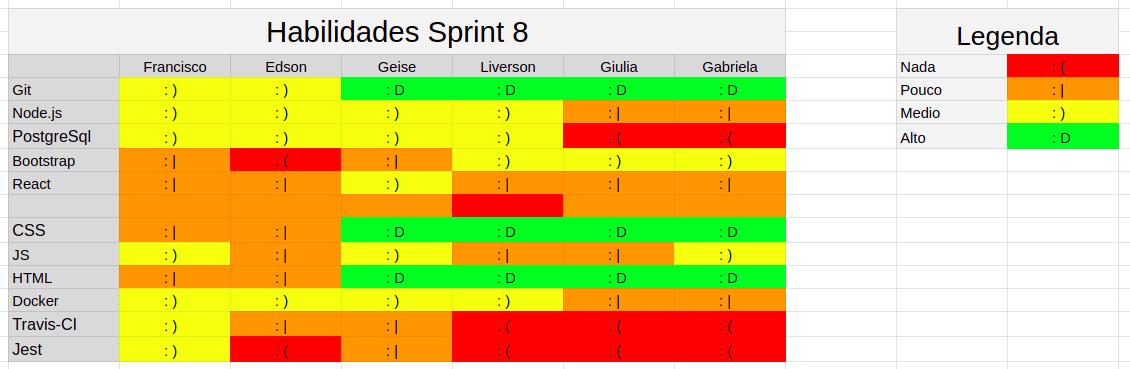 Habilidades Sprint 8 Legenda
Francisco Edson Geise Liverson Giulia Gabriela Nada : (
Git : ) : ) : D : D : D : D Pouco : |
Node.js : ) : ) : ) : ) : | : | Medio : )
PostgreSql : ) : ) : ) : ) : ( : ( Alto : D
Bootstrap : | : ( : | : ) : ) : )
React : | : | : ) : | : | : |
CSS : | : | : D : D : D : D
JS : ) : | : ) : | : | : )
HTML : | : | : D : D : D : D
Docker : ) : ) : ) : ) : | : |
Travis-CI : ) : | : | : ( : ( : (
Jest : ) : ( : | : ( : ( : (